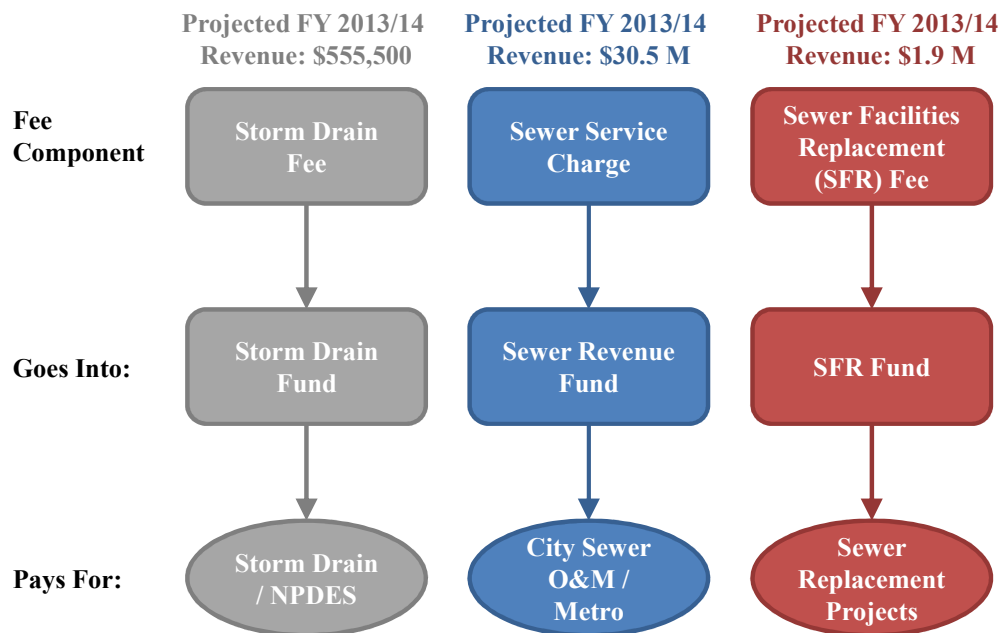 Projected FY 2013/14
Revenue: $555,500
Projected FY 2013/14
Revenue: $30.5 M
Projected FY 2013/14
Revenue: $1.9 M
Fee
Component
Storm Drain
Fee
Sewer Service
Charge
Sewer Facilities
Replacement
(SFR) Fee
Goes Into:
Storm Drain
Fund
Sewer Revenue
Fund
SFR Fund
Pays For:
Storm Drain
/ NPDES
City Sewer
O&M /
Metro
Sewer
Replacement
Projects